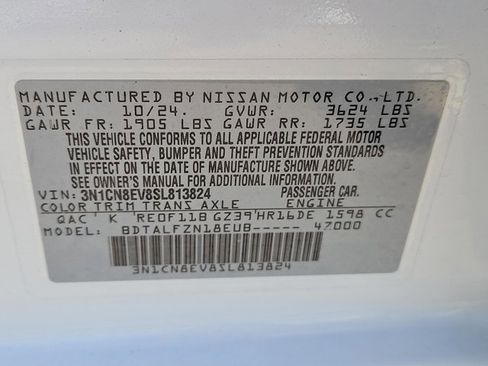 MANUFACTURED BY NISSAN MOTOR CO.,LTD.
DATE: 10/24. GVWR: 3624 LBS
GAWR FR: 1905 LBS GAWR RR: 1735 LBS
THIS VEHICLE CONFORMS TO ALL APPLICABLE FEDERAL MOTOR
VEHICLE SAFETY, BUMPER AND THEFT PREVENTION STANDARDS
IN EFFECT ON THE DATE OF MANUFACTURE SHOWN ABOVE.
SEE OWNER'S MANUAL FOR ADDITIONAL INFORMATION.
VIN: 3N1CN8EV8SL813824 PASSENGER CAR
COLOR TRIM TRANS AXLE ENGINE
QAC K RE0F11B GZ39 HR16DE 1598 CC
MODEL: BDTALFZN18EUB----- 47000
3N1CN8EV8SL813824